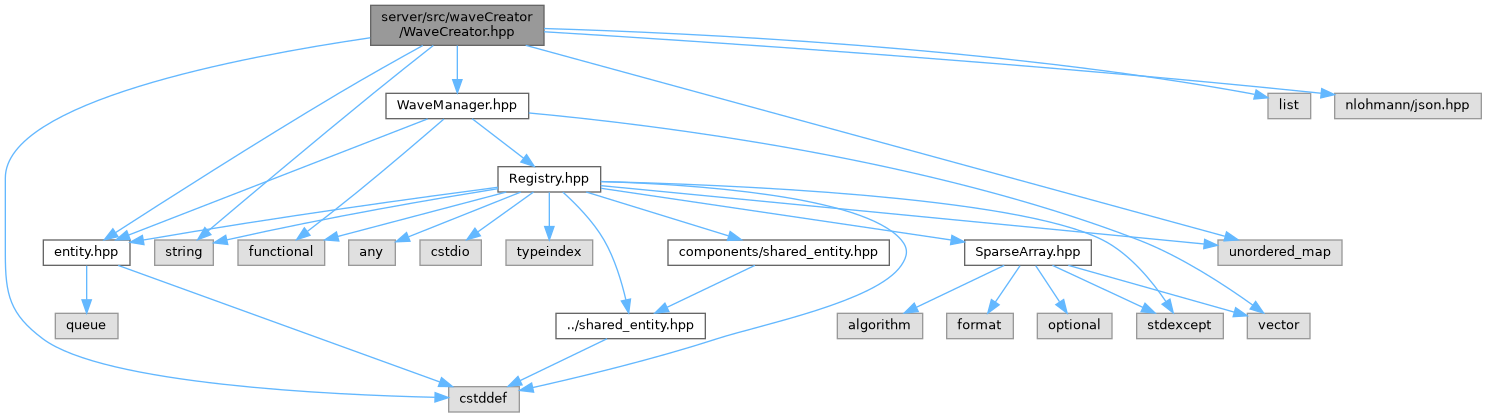 server/src/waveCreator
/WaveCreator.hpp
WaveManager.hpp
list
nlohmann/json.hpp
Registry.hpp
entity.hpp
string
functional
any
cstdio
typeindex
components/shared_entity.hpp
SparseArray.hpp
unordered_map
queue
../shared_entity.hpp
algorithm
format
optional
stdexcept
vector
cstddef